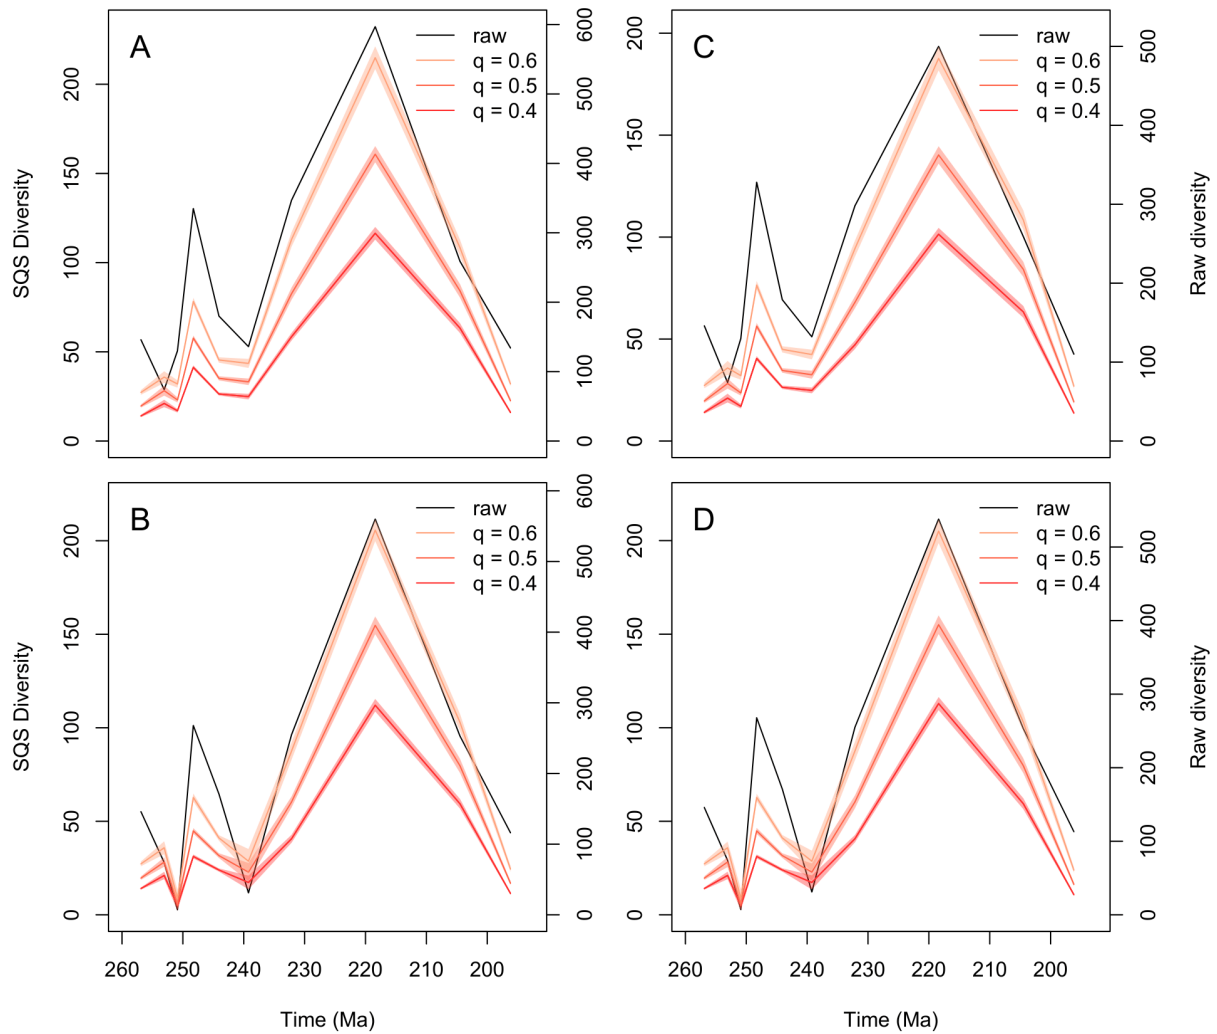 A
raw
q = 0.6
q = 0.5
q = 0.4
SQS Diversity
0
50
100
150
200
0
100
200
300
400
500
600
C
raw
q = 0.6
q = 0.5
q = 0.4
0
50
100
150
200
0
100
200
300
400
500
Raw diversity
B
raw
q = 0.6
q = 0.5
q = 0.4
SQS Diversity
0
50
100
150
200
0
100
200
300
400
500
600
260 250 240 230 220 210 200
Time (Ma)
D
raw
q = 0.6
q = 0.5
q = 0.4
0
50
100
150
200
0
100
200
300
400
500
Raw diversity
260 250 240 230 220 210 200
Time (Ma)